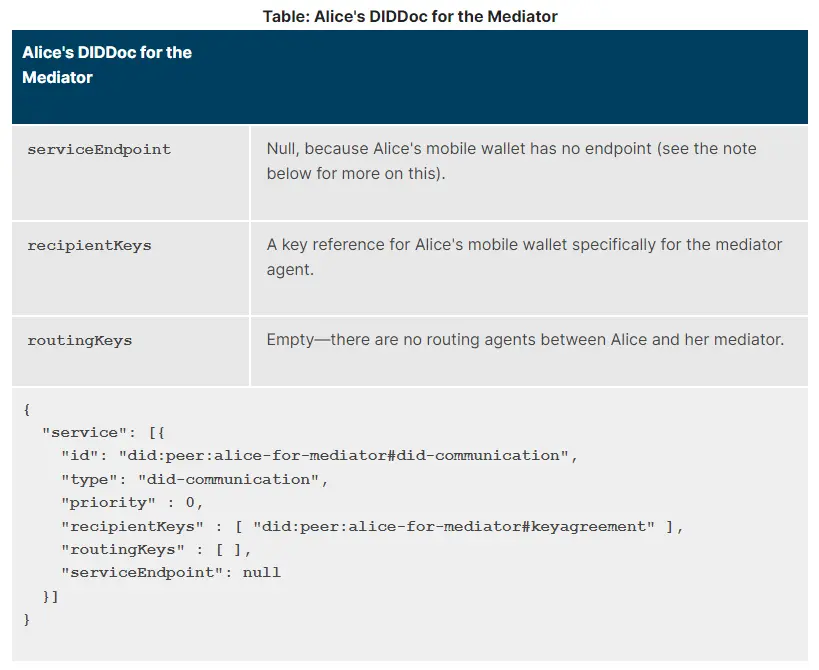 Table: Alice's DIDDoc for the Mediator
Alice's DIDDoc for the
Mediator
serviceEndpoint
Null, because Alice's mobile wallet has no endpoint (see the note
below for more on this).
recipientKeys
A key reference for Alice's mobile wallet specifically for the mediator
agent.
routingKeys
Empty—there are no routing agents between Alice and her mediator.
{
  "service": [{
    "id": "did:peer:alice-for-mediator#did-communication",
    "type": "did-communication",
    "priority" : 0,
    "recipientKeys" : [ "did:peer:alice-for-mediator#keyagreement" ],
    "routingKeys" : [ ],
    "serviceEndpoint": null
  }]
}